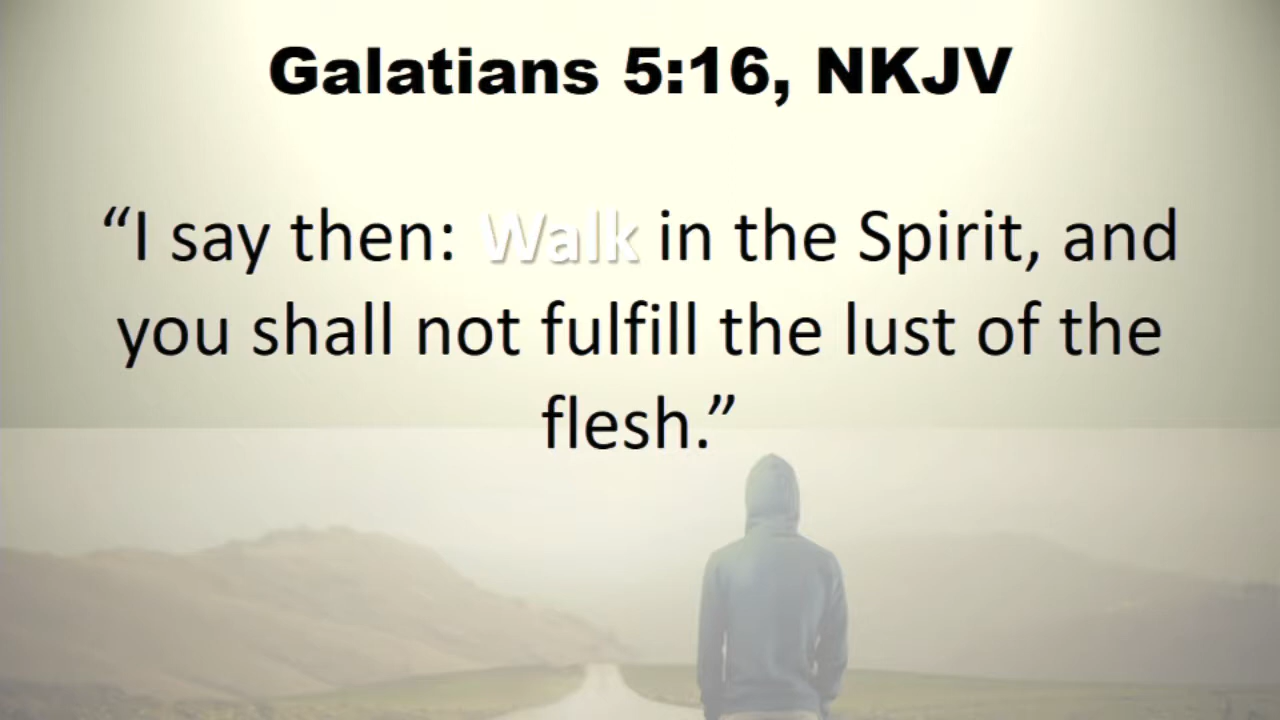 Galatians 5:16, NKJV
“I say then: Walk in the Spirit, and
you shall not fulfill the lust of the
flesh.”